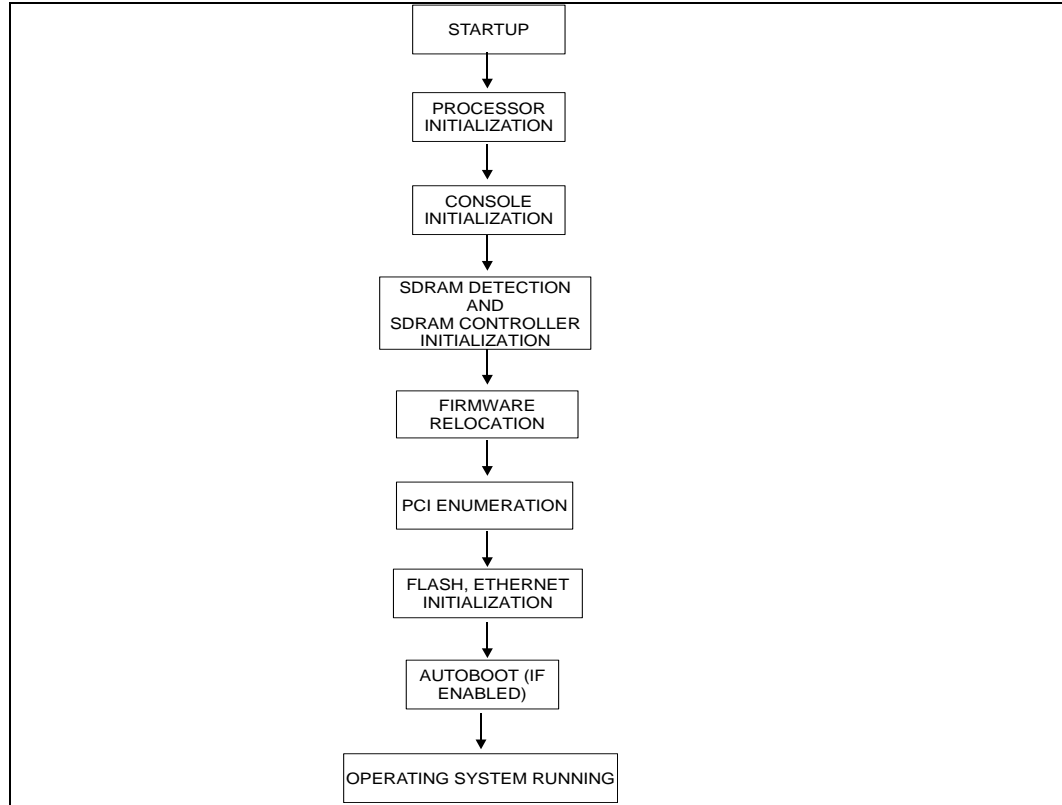 STARTUP
PROCESSOR
INITIALIZATION
CONSOLE
INITIALIZATION
SDRAM DETECTION
AND
SDRAM CONTROLLER
INITIALIZATION
FIRMWARE
RELOCATION
PCI ENUMERATION
FLASH, ETHERNET
INITIALIZATION
AUTOBOOT (IF
ENABLED)
OPERATING SYSTEM RUNNING